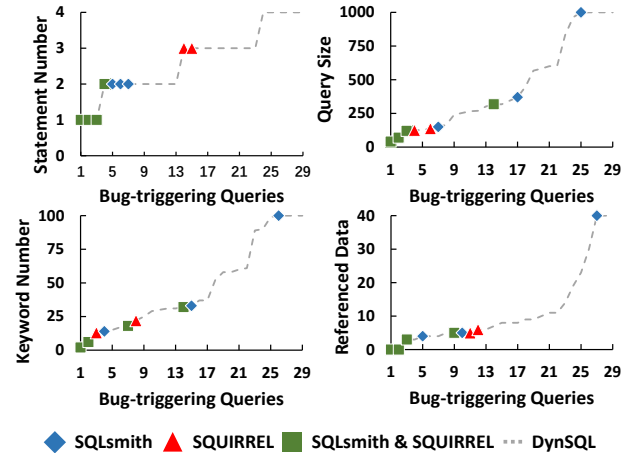 Statement Number
4
3
2
1
0
1 5 9 13 17 21 25 29
Bug-triggering Queries
Query Size
1000
750
500
250
0
1 5 9 13 17 21 25 29
Bug-triggering Queries
Keyword Number
100
75
50
25
0
1 5 9 13 17 21 25 29
Bug-triggering Queries
Referenced Data
40
30
20
10
0
1 5 9 13 17 21 25 29
Bug-triggering Queries
SQLsmith SQUIRREL SQLsmith & SQUIRREL DynSQL